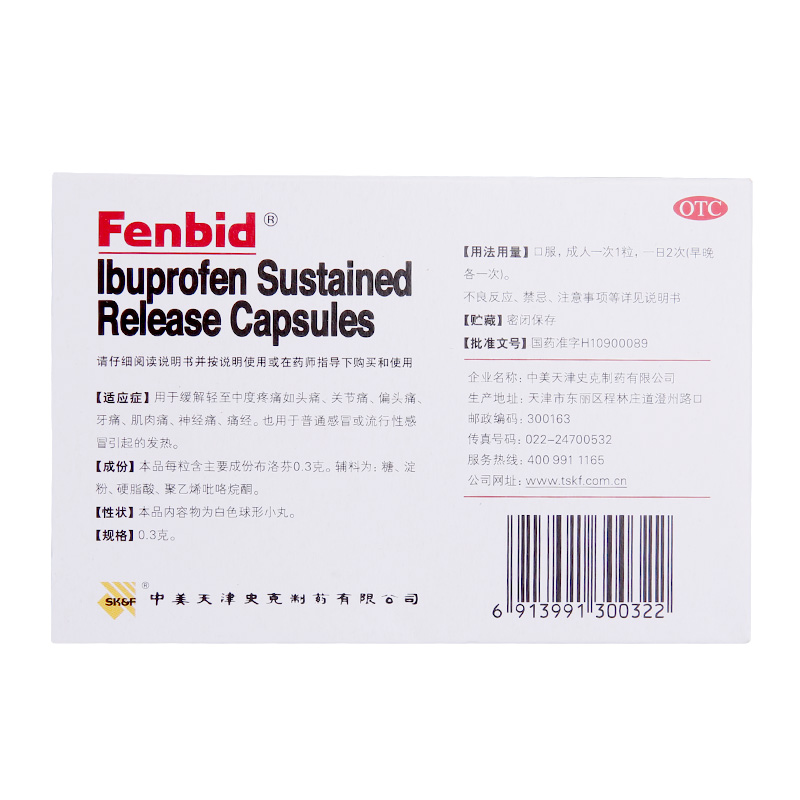 Fenbid®
Ibuprofen Sustained
Release Capsules
请仔细阅读说明书并按说明使用或在药师指导下购买和使用
【适应症】用于缓解轻至中度疼痛如头痛、关节痛、偏头痛、
牙痛、肌肉痛、神经痛、痛经。也用于普通感冒或流行性感
冒引起的发热。
【成份】本品每粒含主要成份布洛芬0.3克。辅料为：糖、淀
粉、硬脂酸、聚乙烯吡咯烷酮。
【性状】本品内容物为白色球形小丸。
【规格】0.3克。
SK&F® 中美天津史克制药有限公司
OTC
【用法用量】口服，成人一次1粒，一日2次(早晚
各一次)。
不良反应、禁忌、注意事项等详见说明书
【贮藏】密闭保存
【批准文号】国药准字H10900089
企业名称：中美天津史克制药有限公司
生产地址：天津市东丽区程林庄道澄州路口
邮政编码：300163
传真号码：022-24700532
服务热线：400 991 1165
公司网址：www.tskf.com.cn
6 913991 300322